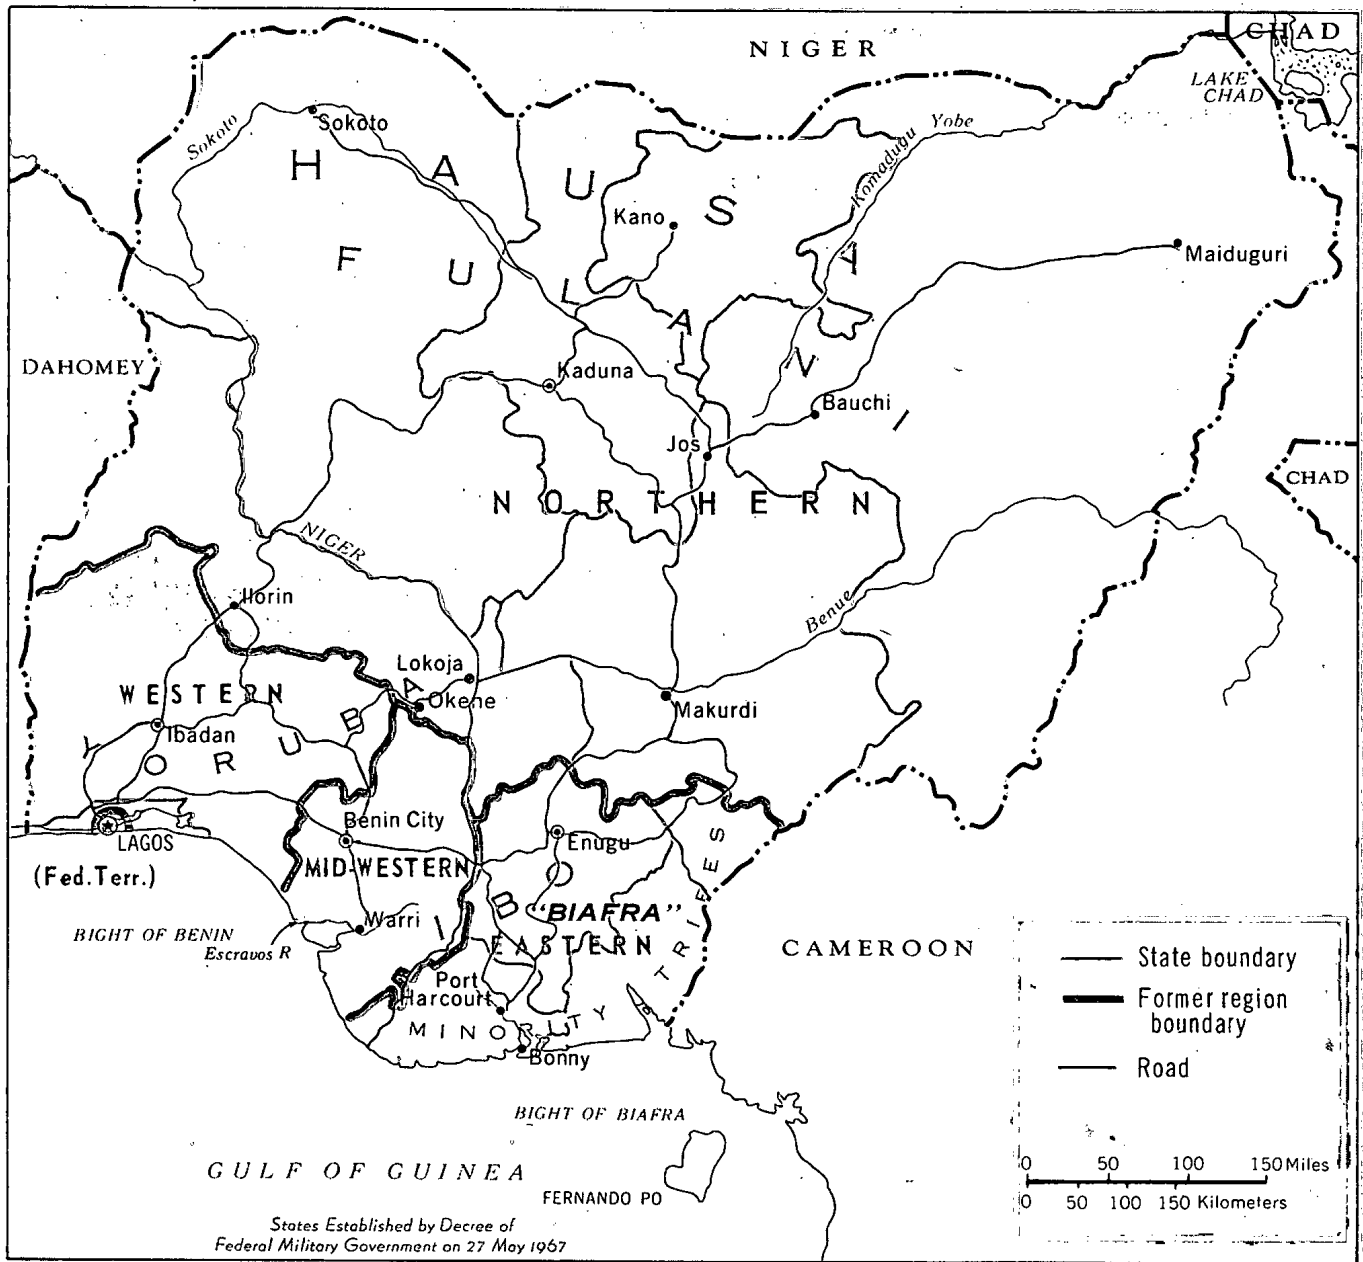 NIGER
CHAD
LAKE
CHAD
Sokoto
Sokoto
Komadugu Yobe
HAUSA
Kano
Maiduguri
FULANI
DAHOMEY
Kaduna
Bauchi
Jos
CHAD
NORTHERN
NIGER
Ilorin
Benue
Lokoja
Okene
WESTERN
Makurdi
Ibadan
YORUBA
Benin City
LAGOS
Enugu
(Fed. Terr.)
MID-WESTERN
IBO
"BIAFRA"
Warri
BIGHT OF BENIN
Escravos R
EASTERN
CAMEROON
Port
Harcourt
MINORITY TRIBES
Bonny
BIGHT OF BIAFRA
GULF OF GUINEA
FERNANDO PO
States Established by Decree of
Federal Military Government on 27 May 1967
State boundary
Former region
boundary
Road
0 50 100 150 Miles
0 50 100 150 Kilometers